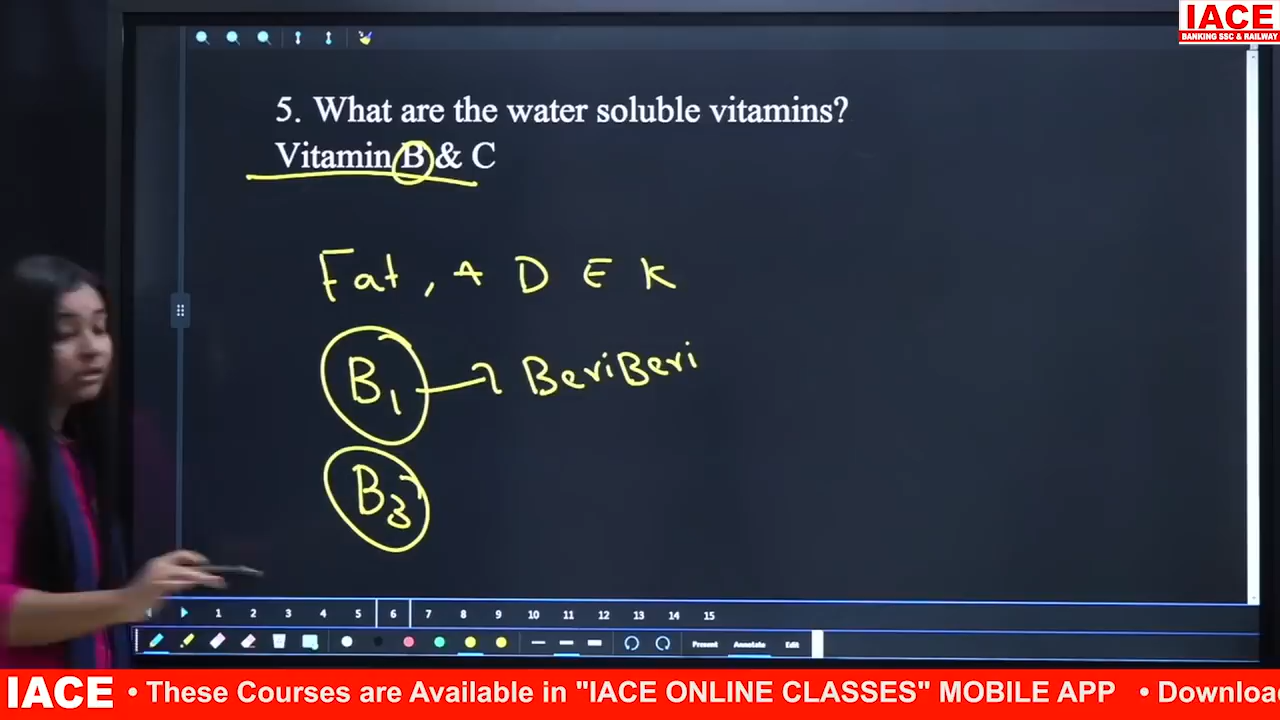 IACE
BANKING SSC & RAILWAY
5. What are the water soluble vitamins?
Vitamin B & C
Fat, A D E K
B1 → BeriBeri
B3
1 2 3 4 5 6 7 8 9 10 11 12 13 14 15
Present Annotate Edit
IACE • These Courses are Available in "IACE ONLINE CLASSES" MOBILE APP • Downloa